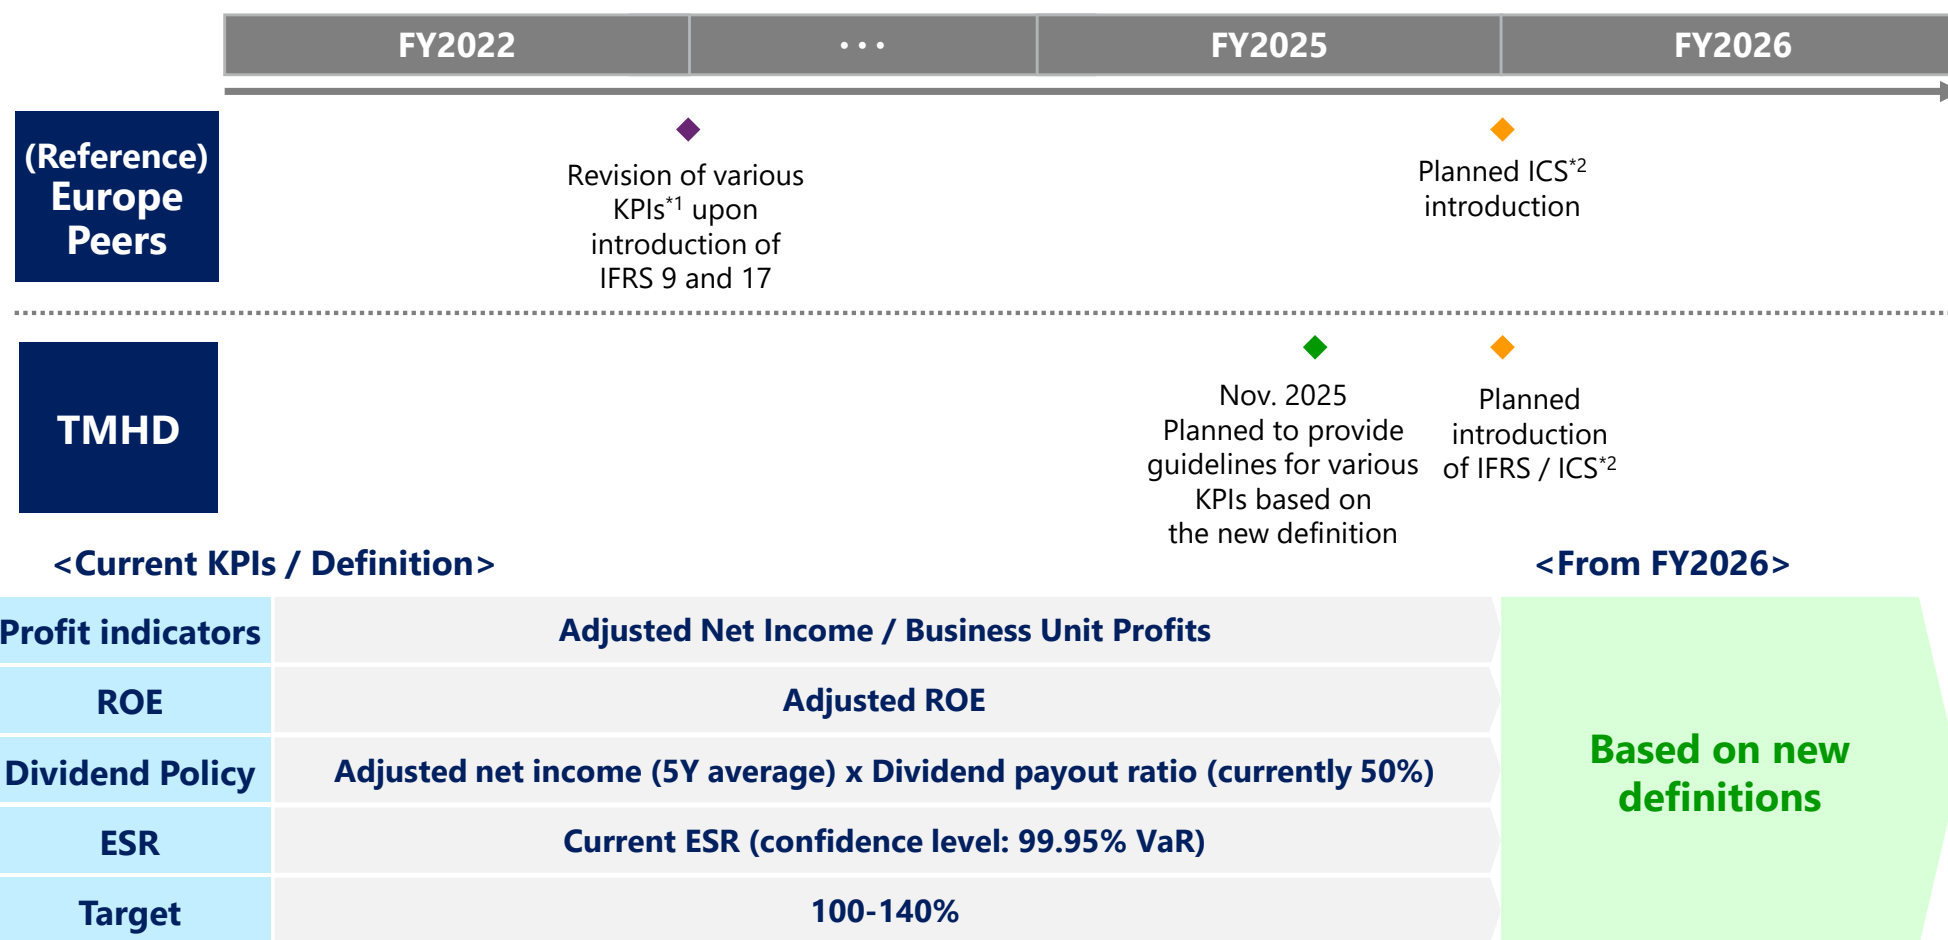 FY2022
･･･
FY2025
FY2026
(Reference)
Europe
Peers
Revision of various
KPIs*1 upon
introduction of
IFRS 9 and 17
Planned ICS*2
introduction
TMHD
Nov. 2025
Planned to provide
guidelines for various
KPIs based on
the new definition
Planned
introduction
of IFRS / ICS*2
<Current KPIs / Definition>
<From FY2026>
Profit indicators
Adjusted Net Income / Business Unit Profits
ROE
Adjusted ROE
Dividend Policy
Adjusted net income (5Y average) x Dividend payout ratio (currently 50%)
ESR
Current ESR (confidence level: 99.95% VaR)
Target
100-140%
Based on new
definitions